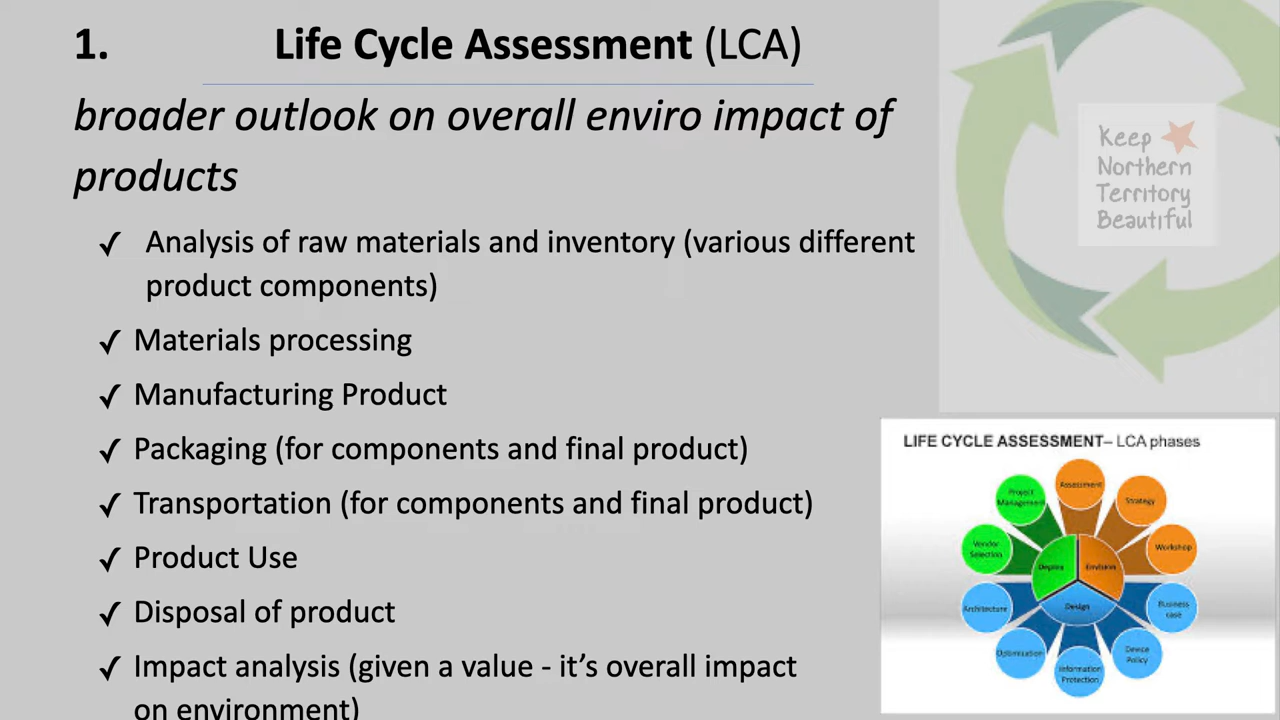 1. Life Cycle Assessment (LCA)
broader outlook on overall enviro impact of
products
✓ Analysis of raw materials and inventory (various different
product components)
✓ Materials processing
✓ Manufacturing Product
✓ Packaging (for components and final product)
✓ Transportation (for components and final product)
✓ Product Use
✓ Disposal of product
✓ Impact analysis (given a value - it's overall impact
on environment)
Keep
Northern
Territory
Beautiful
LIFE CYCLE ASSESSMENT– LCA phases
Assessment
Project
Management
Strategy
Vendor
Selection
Workshop
Deploy
Envision
Design
Architecture
Business
case
Optimisation
Device
Policy
Information
Protection